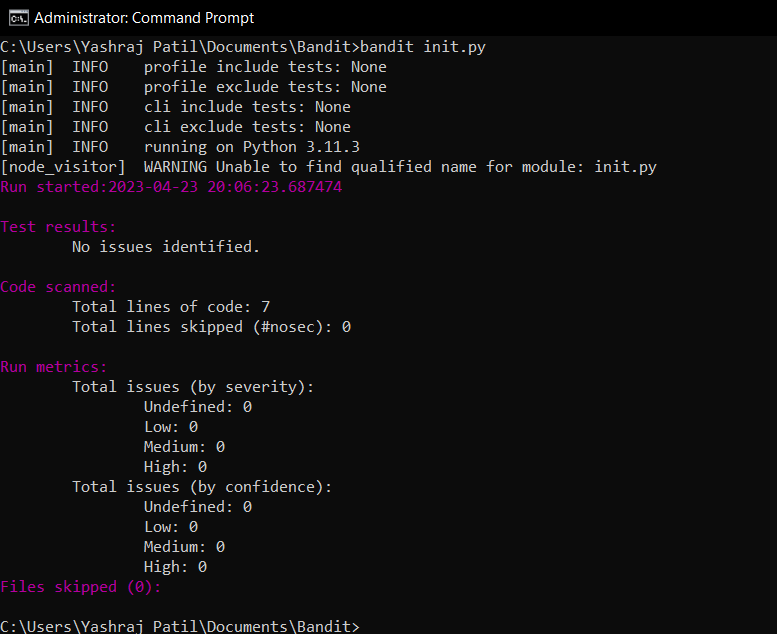 Administrator: Command Prompt
C:\Users\Yashraj Patil\Documents\Bandit>bandit init.py
[main]  INFO    profile include tests: None
[main]  INFO    profile exclude tests: None
[main]  INFO    cli include tests: None
[main]  INFO    cli exclude tests: None
[main]  INFO    running on Python 3.11.3
[node_visitor]  WARNING Unable to find qualified name for module: init.py
Run started:2023-04-23 20:06:23.687474

Test results:
        No issues identified.

Code scanned:
        Total lines of code: 7
        Total lines skipped (#nosec): 0

Run metrics:
        Total issues (by severity):
                Undefined: 0
                Low: 0
                Medium: 0
                High: 0
        Total issues (by confidence):
                Undefined: 0
                Low: 0
                Medium: 0
                High: 0
Files skipped (0):

C:\Users\Yashraj Patil\Documents\Bandit>